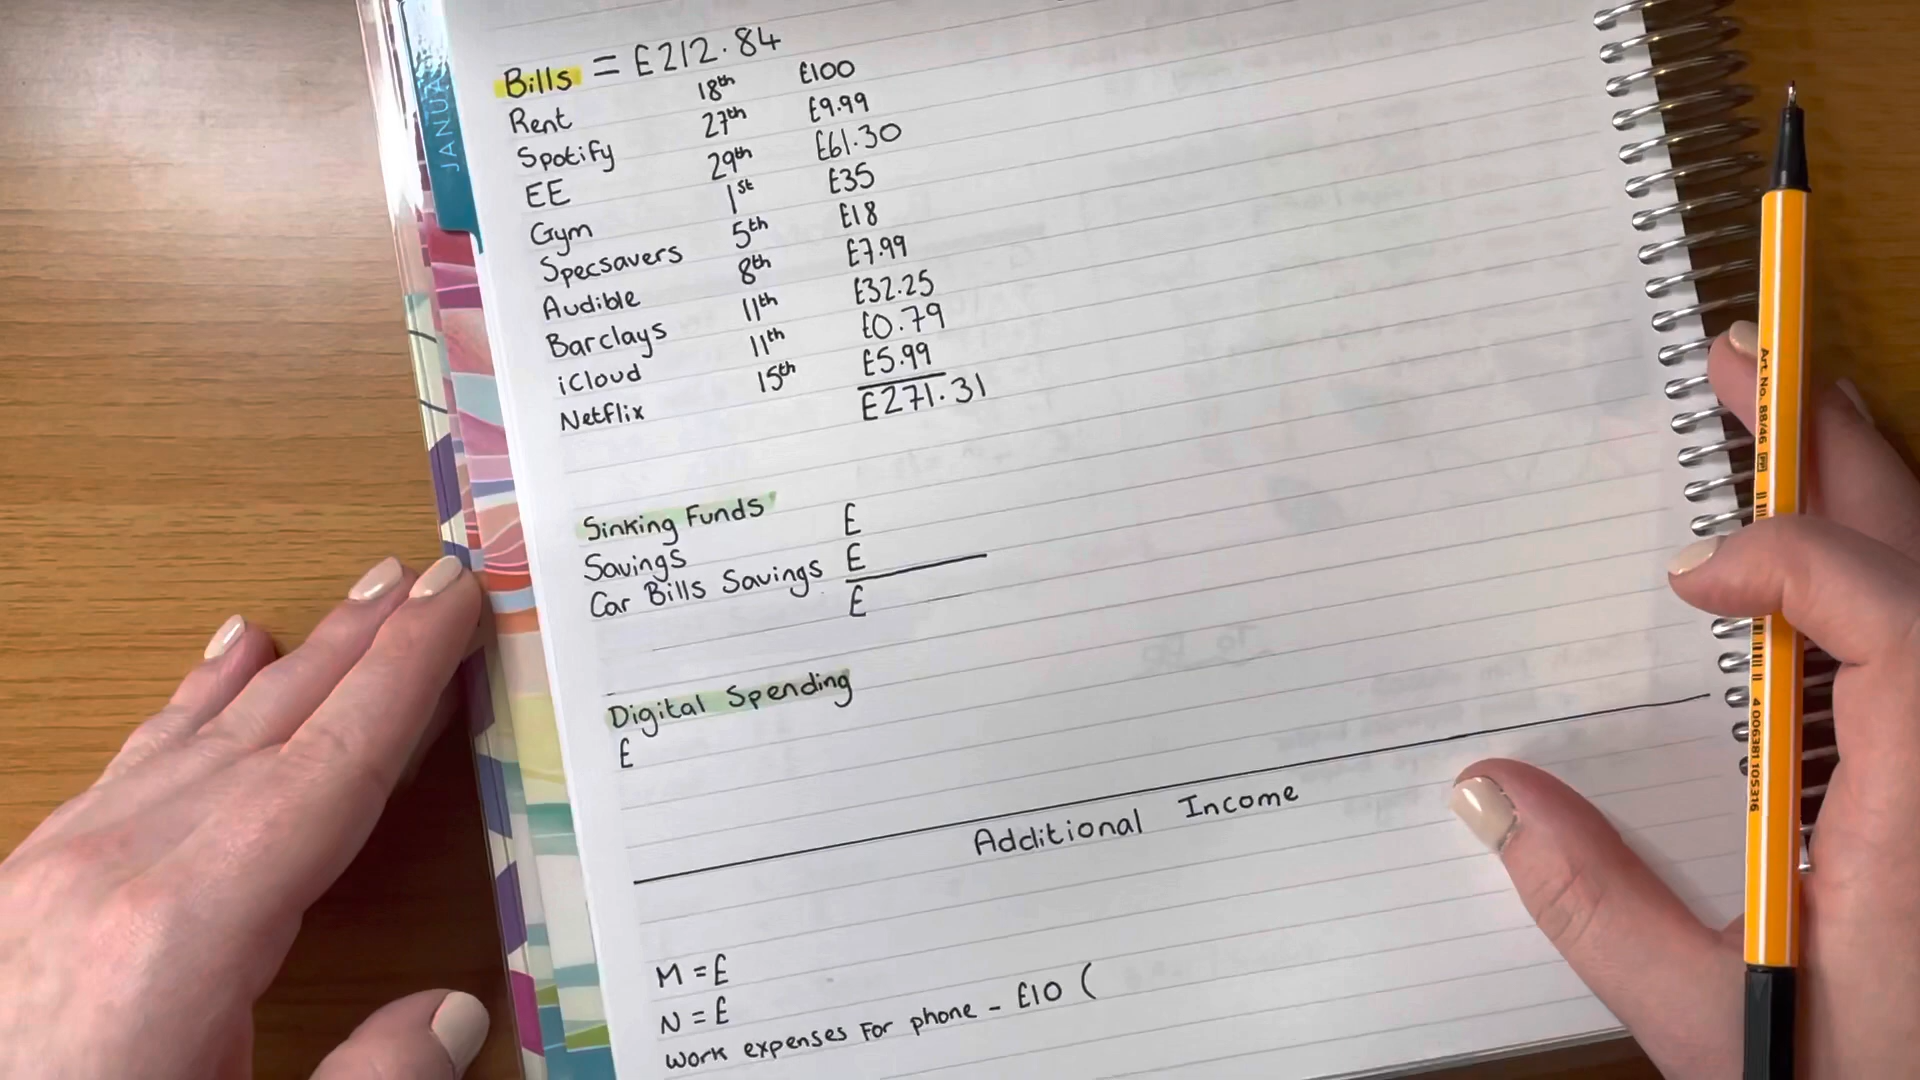 JANUA
Bills = £212.84
Rent 18th £100
Spotify 27th £9.99
EE 29th £61.30
Gym 1st £35
Specsavers 5th £18
Audible 8th £7.99
Barclays 11th £32.25
iCloud 11th £0.79
Netflix 15th £5.99
£271.31
Sinking Funds
Savings £
Car Bills Savings £
£
Digital Spending
£
Additional Income
M = £
N = £
Work expenses For phone - £10 (
Art. No. 88/46
4 006381 105316